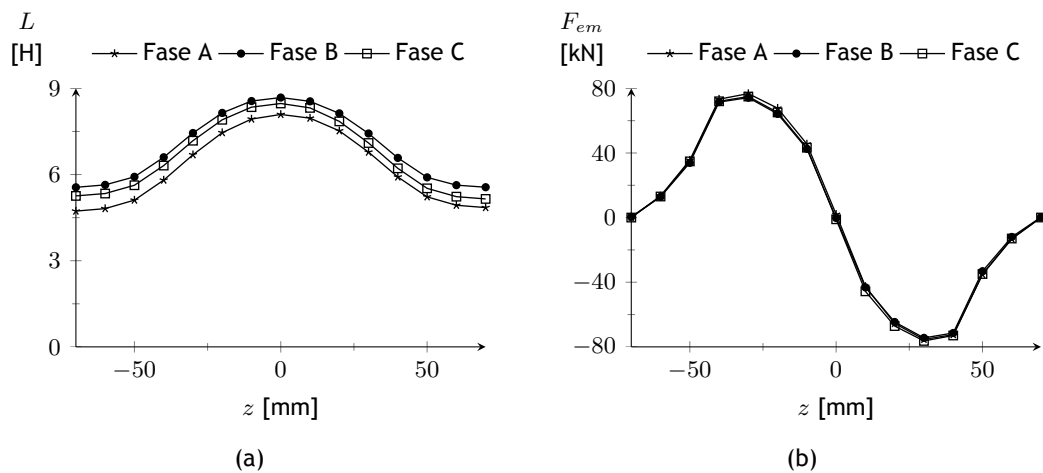 L
[H]
Fase A Fase B Fase C
9
6
3
0
−50 0 50
z [mm]
(a)
F_em
[kN]
Fase A Fase B Fase C
80
40
0
−40
−80
−50 0 50
z [mm]
(b)